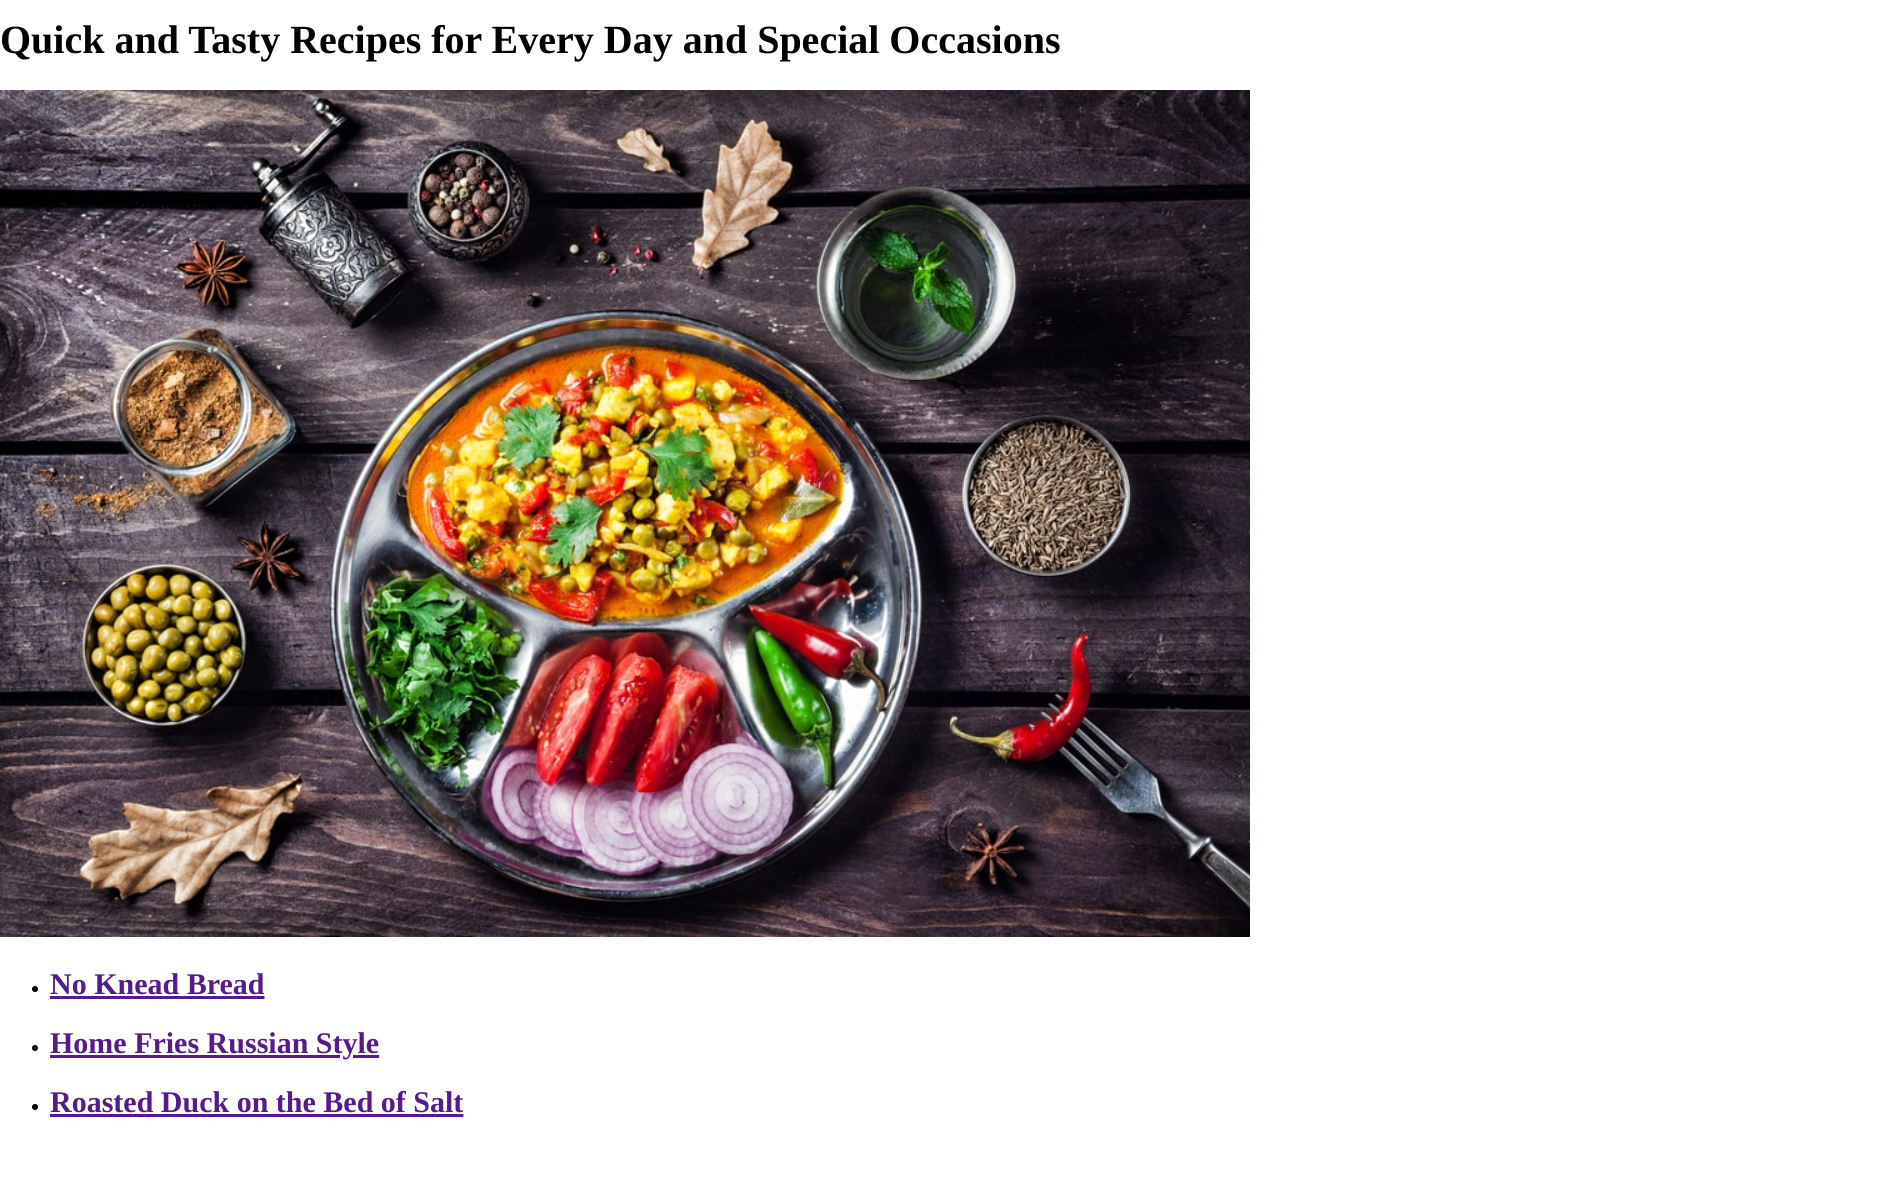 Quick and Tasty Recipes for Every Day and Special Occasions
No Knead Bread
Home Fries Russian Style
Roasted Duck on the Bed of Salt